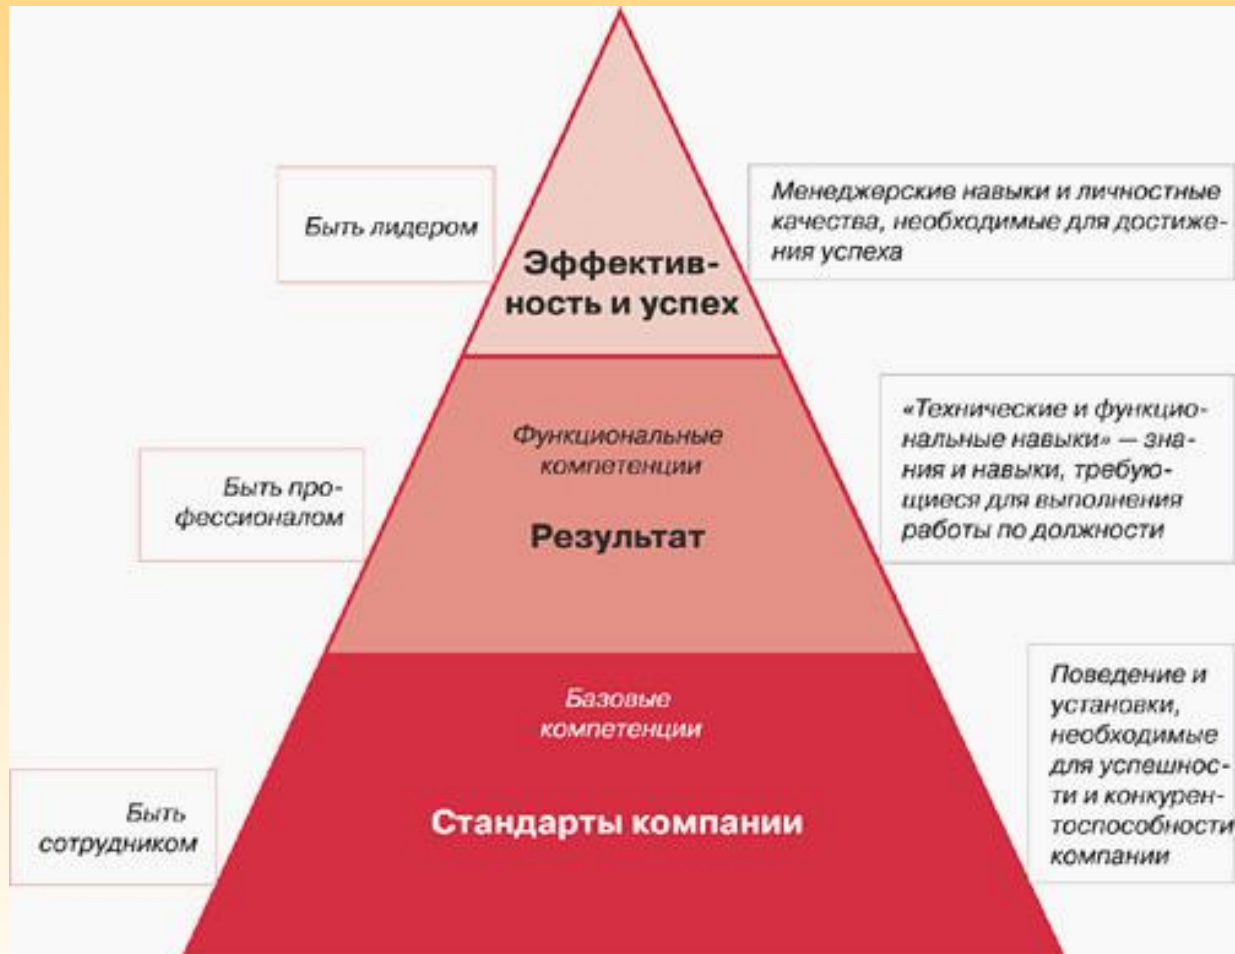 Быть лидером
Эффектив-
ность и успех
Менеджерские навыки и личностные
качества, необходимые для достиже-
ния успеха
Быть про-
фессионалом
Функциональные
компетенции
Результат
«Технические и функцио-
нальные навыки» — зна-
ния и навыки, требую-
щиеся для выполнения
работы по должности
Быть
сотрудником
Базовые
компетенции
Стандарты компании
Поведение и
установки,
необходимые
для успешнос-
ти и конкурен-
тоспособности
компании